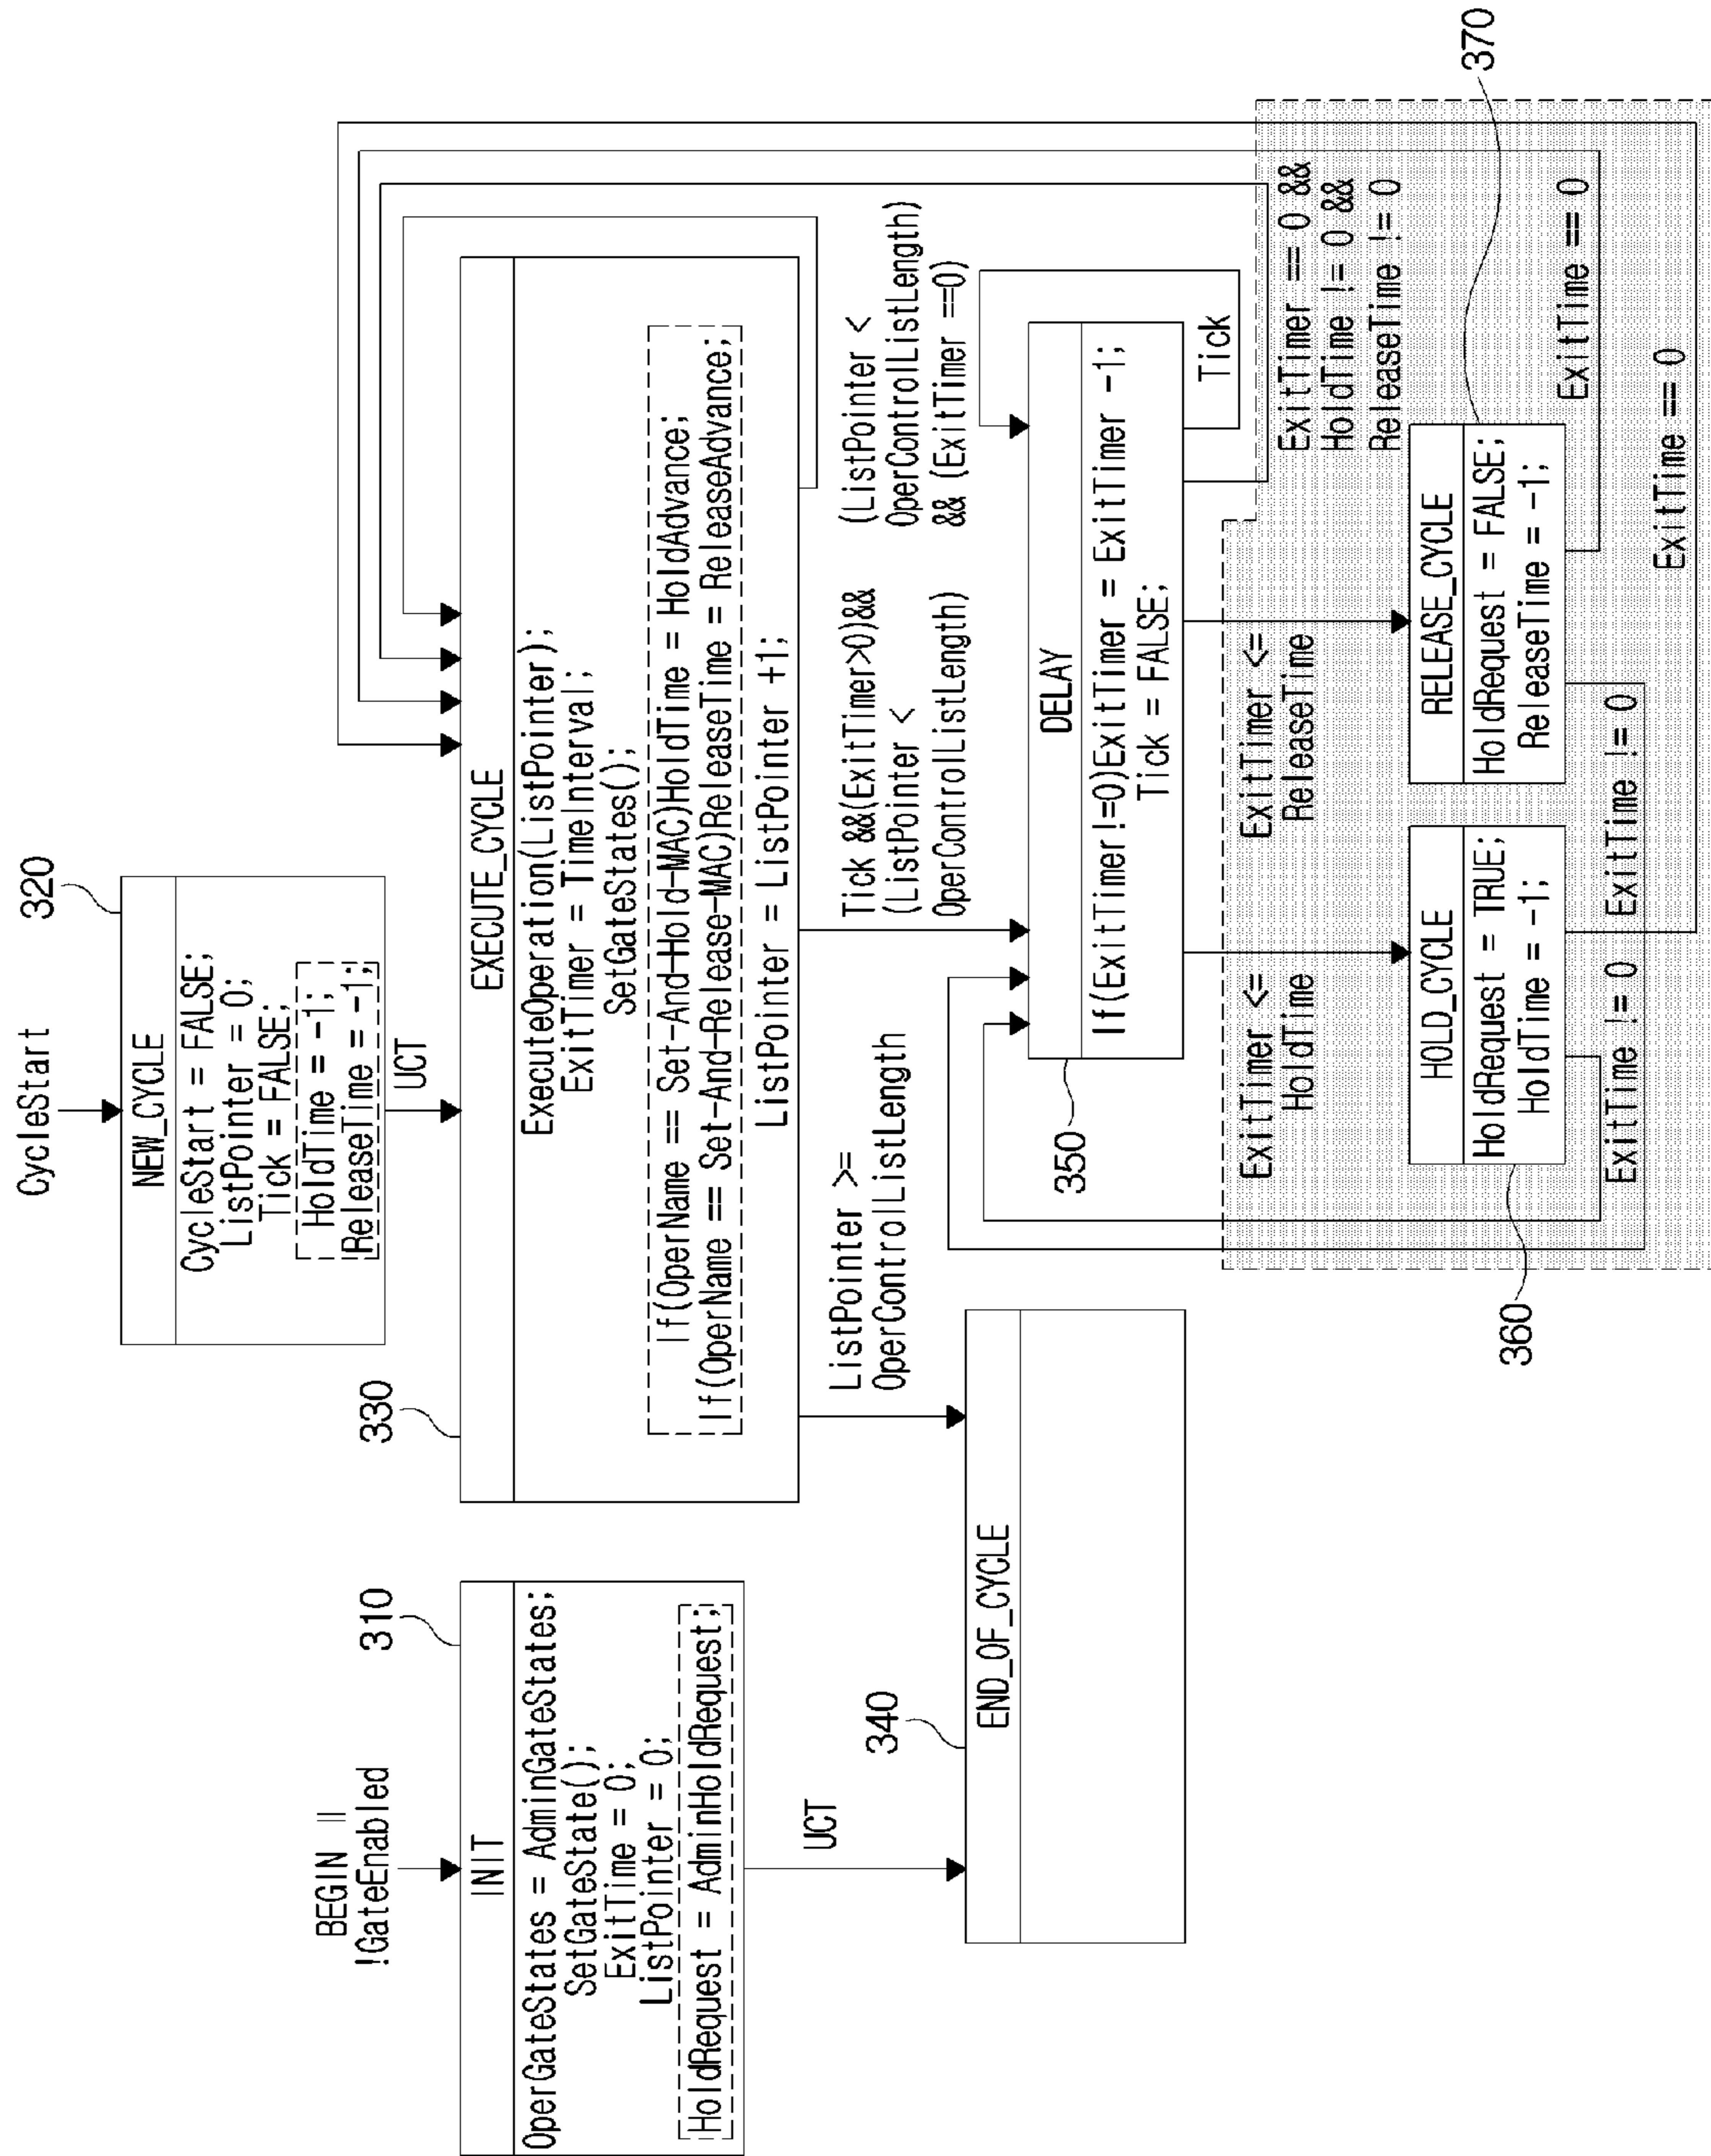 BEGIN ||
!GateEnabled
310
INIT
OperGateStates = AdminGateStates;
SetGateState();
ExitTime = 0;
ListPointer = 0;
HoldRequest = AdminHoldRequest;
UCT
CycleStart
320
NEW_CYCLE
CycleStart = FALSE;
ListPointer = 0;
Tick = FALSE;
HoldTime = -1;
ReleaseTime = -1;
UCT
330
EXECUTE_CYCLE
ExecuteOperation(ListPointer);
ExitTimer = TimeInterval;
SetGateStates();
If(OperName == Set-And-Hold-MAC)HoldTime = HoldAdvance;
If(OperName == Set-And-Release-MAC)ReleaseTime = ReleaseAdvance;
ListPointer = ListPointer +1;
ListPointer >=
OperControlListLength
Tick &&(ExitTimer>0)&&
(ListPointer <
OperControlListLength)
(ListPointer <
OperControlListLength)
&& (ExitTimer ==0)
340
END_OF_CYCLE
350
DELAY
If(ExitTimer!=0)ExitTimer = ExitTimer -1;
Tick = FALSE;
Tick
ExitTimer <=
HoldTime
ExitTimer <=
ReleaseTime
ExitTimer == 0 &&
HoldTime != 0 &&
ReleaseTime != 0
360
HOLD_CYCLE
HoldRequest = TRUE;
HoldTime = -1;
RELEASE_CYCLE
HoldRequest = FALSE;
ReleaseTime = -1;
370
ExitTime == 0
ExitTime != 0
ExitTime != 0
ExitTime == 0